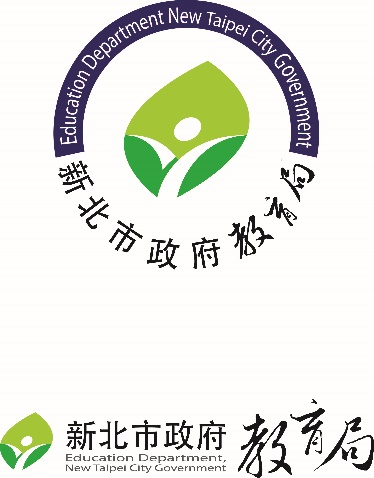 Education Department New Taipei City Government
新北市政府教育局
新北市政府教育局
Education Department,
New Taipei City Government